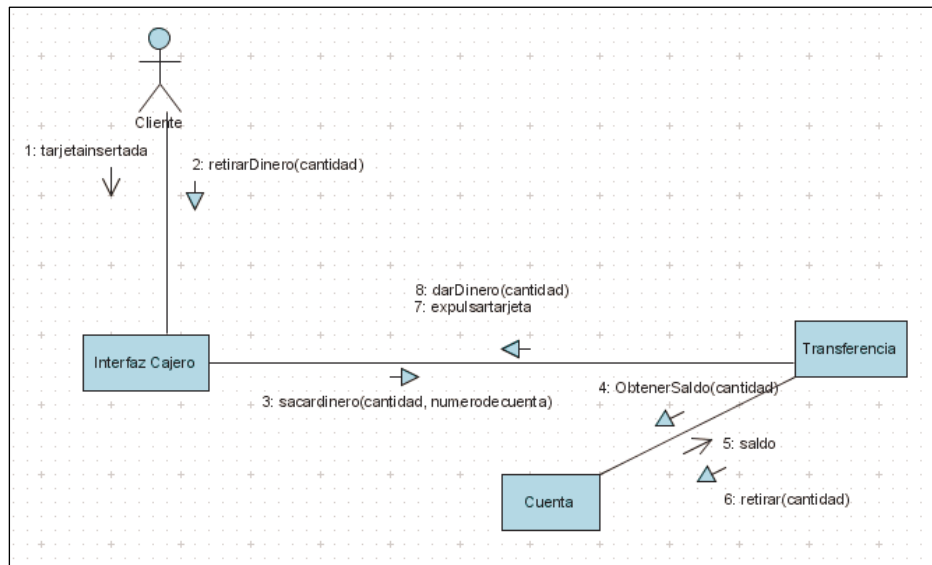 Cliente
1: tarjetainsertada
2: retirarDinero(cantidad)
8: darDinero(cantidad)
7: expulsartarjeta
Interfaz Cajero
Transferencia
3: sacardinero(cantidad, numerodecuenta)
4: ObtenerSaldo(cantidad)
5: saldo
6: retirar(cantidad)
Cuenta